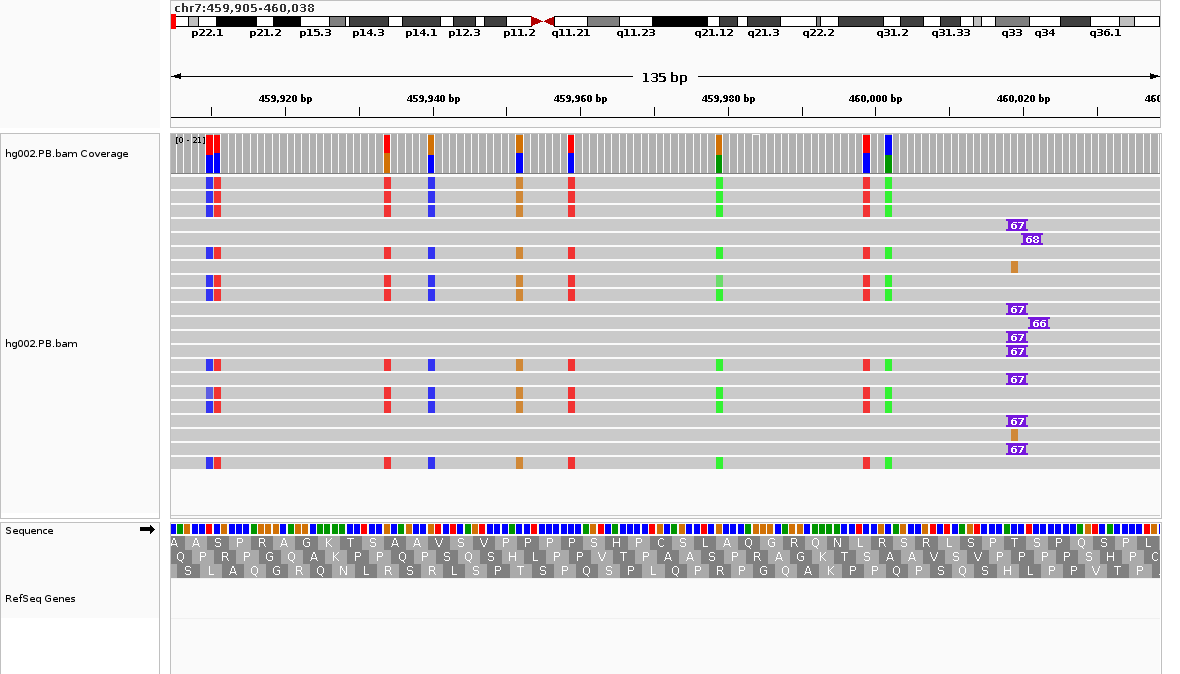 chr7:459,905-460,038
p22.1 p21.2 p15.3 p14.3 p14.1 p12.3 p11.2 q11.21 q11.23 q21.12 q21.3 q22.2 q31.2 q31.33 q33 q34 q36.1
135 bp
459,920 bp 459,940 bp 459,960 bp 459,980 bp 460,000 bp 460,020 bp 460
[0 - 21]
hg002.PB.bam Coverage
67
68
67
66
67
hg002.PB.bam
67
67
67
67
Sequence
A A S P R A G K T S A A V S V P P P P S H P C S L A Q G R Q N L R S R L S P T S P Q S P L
Q P R P G Q A K P P Q P S Q S H L P P V T P A A S P R A G K T S A A V S V P P P P S H P C
S L A Q G R Q N L R S R L S P T S P Q S P L Q P R P G Q A K P P Q P S Q S H L P P V T P
RefSeq Genes